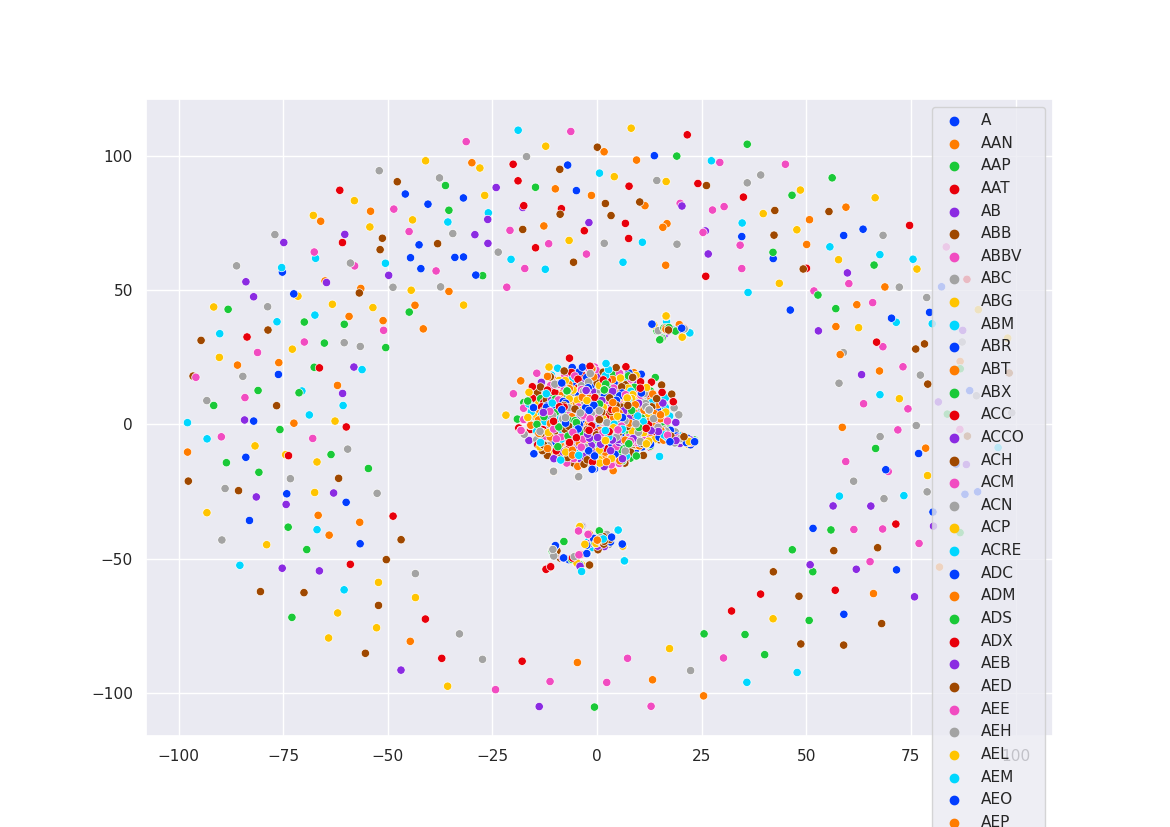 100
50
0
−50
−100
−100
−75
−50
−25
0
25
50
75
100
A
AAN
AAP
AAT
AB
ABB
ABBV
ABC
ABG
ABM
ABR
ABT
ABX
ACC
ACCO
ACH
ACM
ACN
ACP
ACRE
ADC
ADM
ADS
ADX
AEB
AED
AEE
AEH
AEL
AEM
AEO
AEP